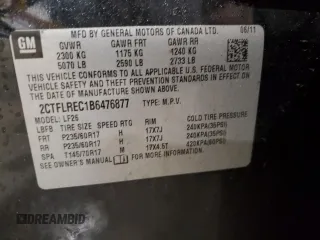 GM
MFD BY GENERAL MOTORS OF CANADA LTD. 06/11
GVWR GAWR FRT GAWR RR
2300 KG 1175 KG 1240 KG
5070 LB 2590 LB 2733 LB
THIS VEHICLE CONFORMS TO ALL APPLICABLE U.S. FEDERAL
MOTOR VEHICLE SAFETY AND THEFT PREVENTION STANDARDS IN EFFECT
ON THE DATE OF MANUFACTURE SHOWN ABOVE.
2CTFLREC1B6476877 TYPE: M.P.V.
MODEL: LF26
LBFB TIRE SIZE SPEED RTG RIM COLD TIRE PRESSURE
FRT P235/60R17 H 17X7J 240KPA(35PSI)
RR P235/60R17 H 17X7J 240KPA(35PSI)
SPA T145/70R17 M 17X4.5T 420KPA(60PSI)
SEE OWNER'S MANUAL FOR MORE INFORMATION.
DREAMBID